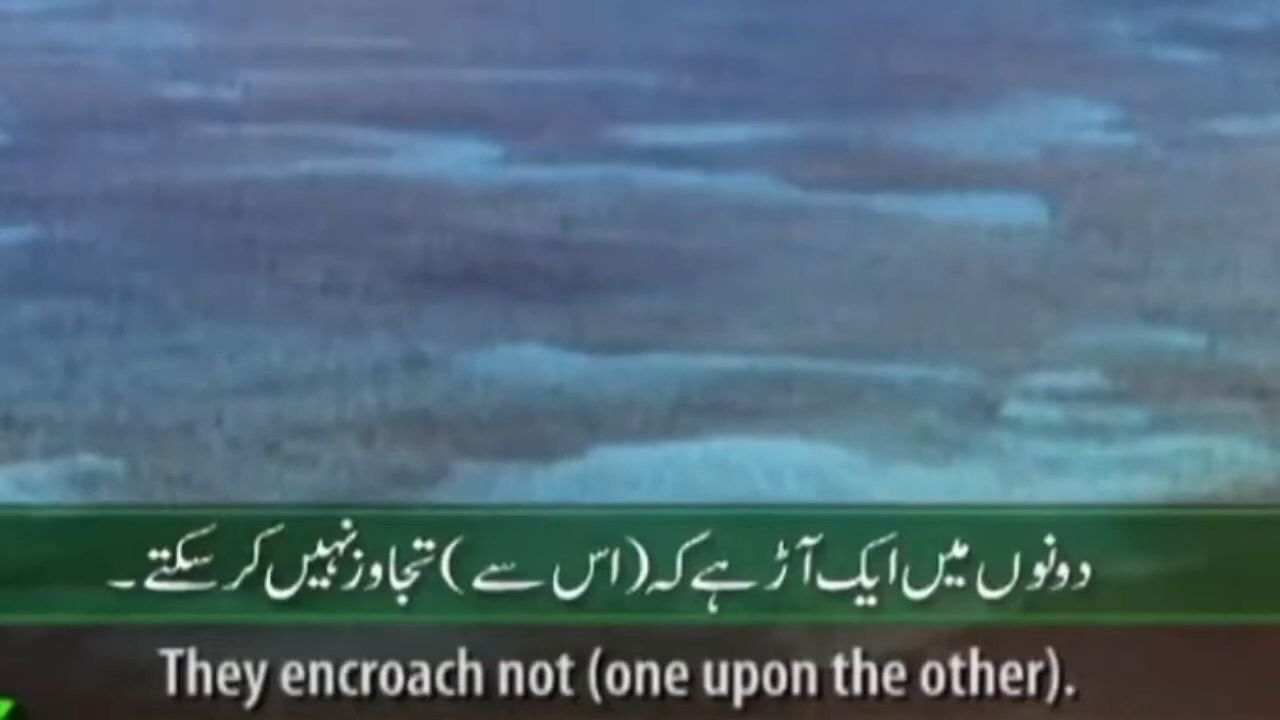 دونوں میں ایک آڑ ہے کہ (اس سے) تجاوز نہیں کر سکتے۔
They encroach not (one upon the other).